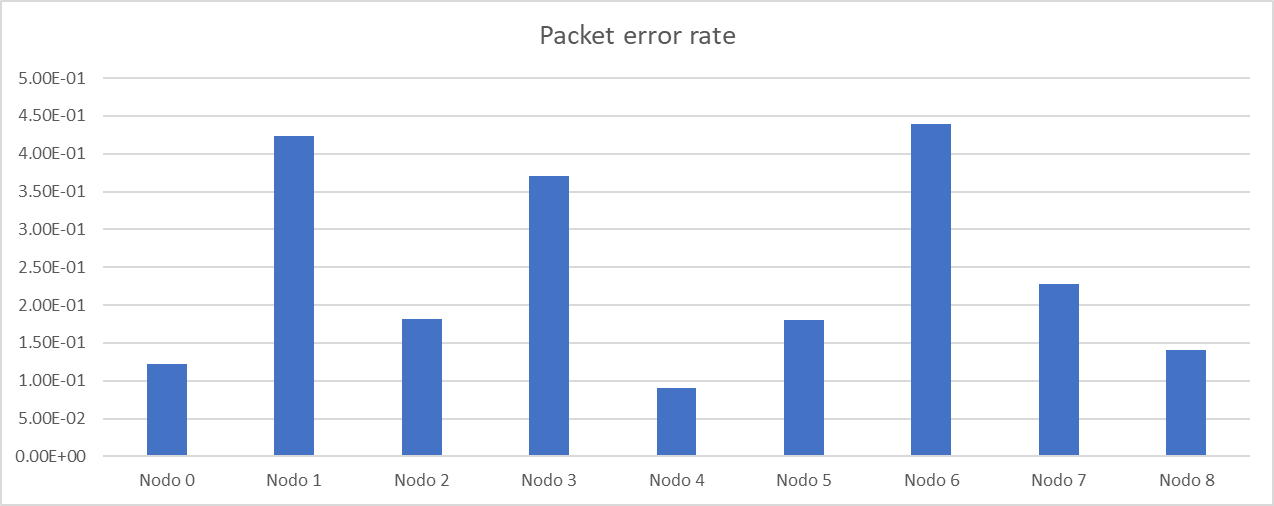 Packet error rate
5.00E-01
4.50E-01
4.00E-01
3.50E-01
3.00E-01
2.50E-01
2.00E-01
1.50E-01
1.00E-01
5.00E-02
0.00E+00
Nodo 0 Nodo 1 Nodo 2 Nodo 3 Nodo 4 Nodo 5 Nodo 6 Nodo 7 Nodo 8